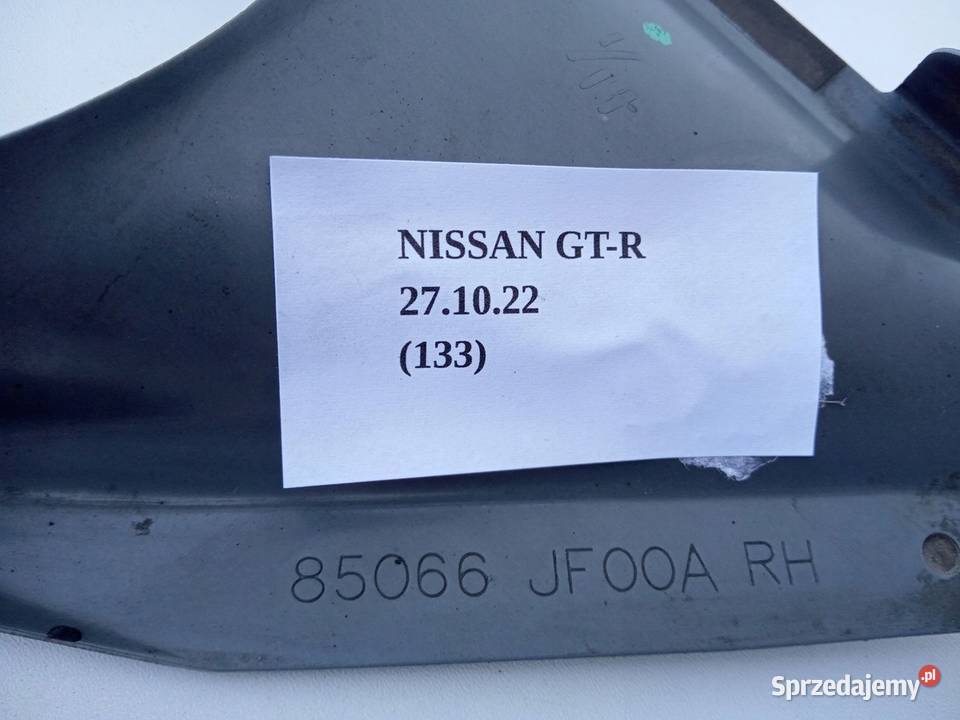 NISSAN GT-R
27.10.22
(133)
85066 JF00A RH
Sprzedajemy.pl